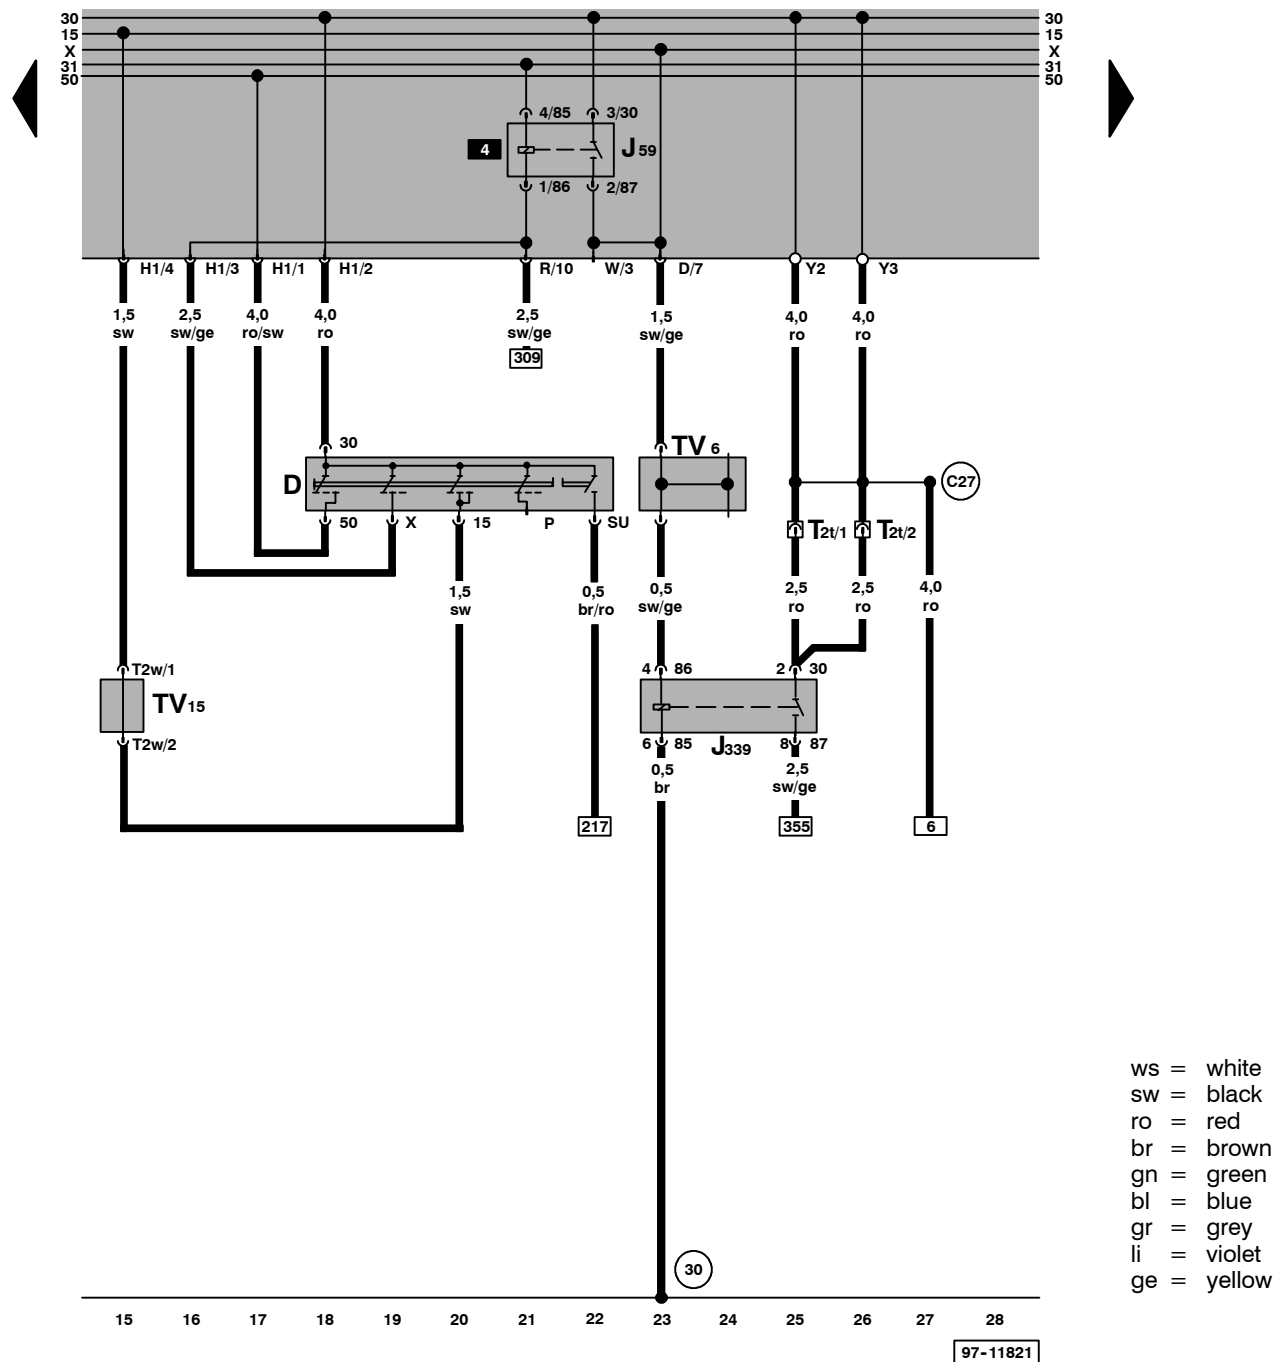 30 30
15 15
X X
31 31
50 50
4/85 3/30
4 J59
1/86 2/87
H1/4 H1/3 H1/1 H1/2 R/10 W/3 D/7 Y2 Y3
1,5 2,5 4,0 4,0 2,5 1,5 4,0 4,0
sw sw/ge ro/sw ro sw/ge sw/ge ro ro
309
30 TV6
D C27
50 X 15 P SU T2t/1 T2t/2
1,5 0,5 0,5 2,5 2,5 4,0
sw br/ro sw/ge ro ro ro
T2w/1 4 86 2 30
TV15
T2w/2 6 85 J339 8 87
0,5 2,5
br sw/ge
217 355 6
ws = white
sw = black
ro = red
br = brown
gn = green
bl = blue
gr = grey
li = violet
ge = yellow
30
15 16 17 18 19 20 21 22 23 24 25 26 27 28
97-11821